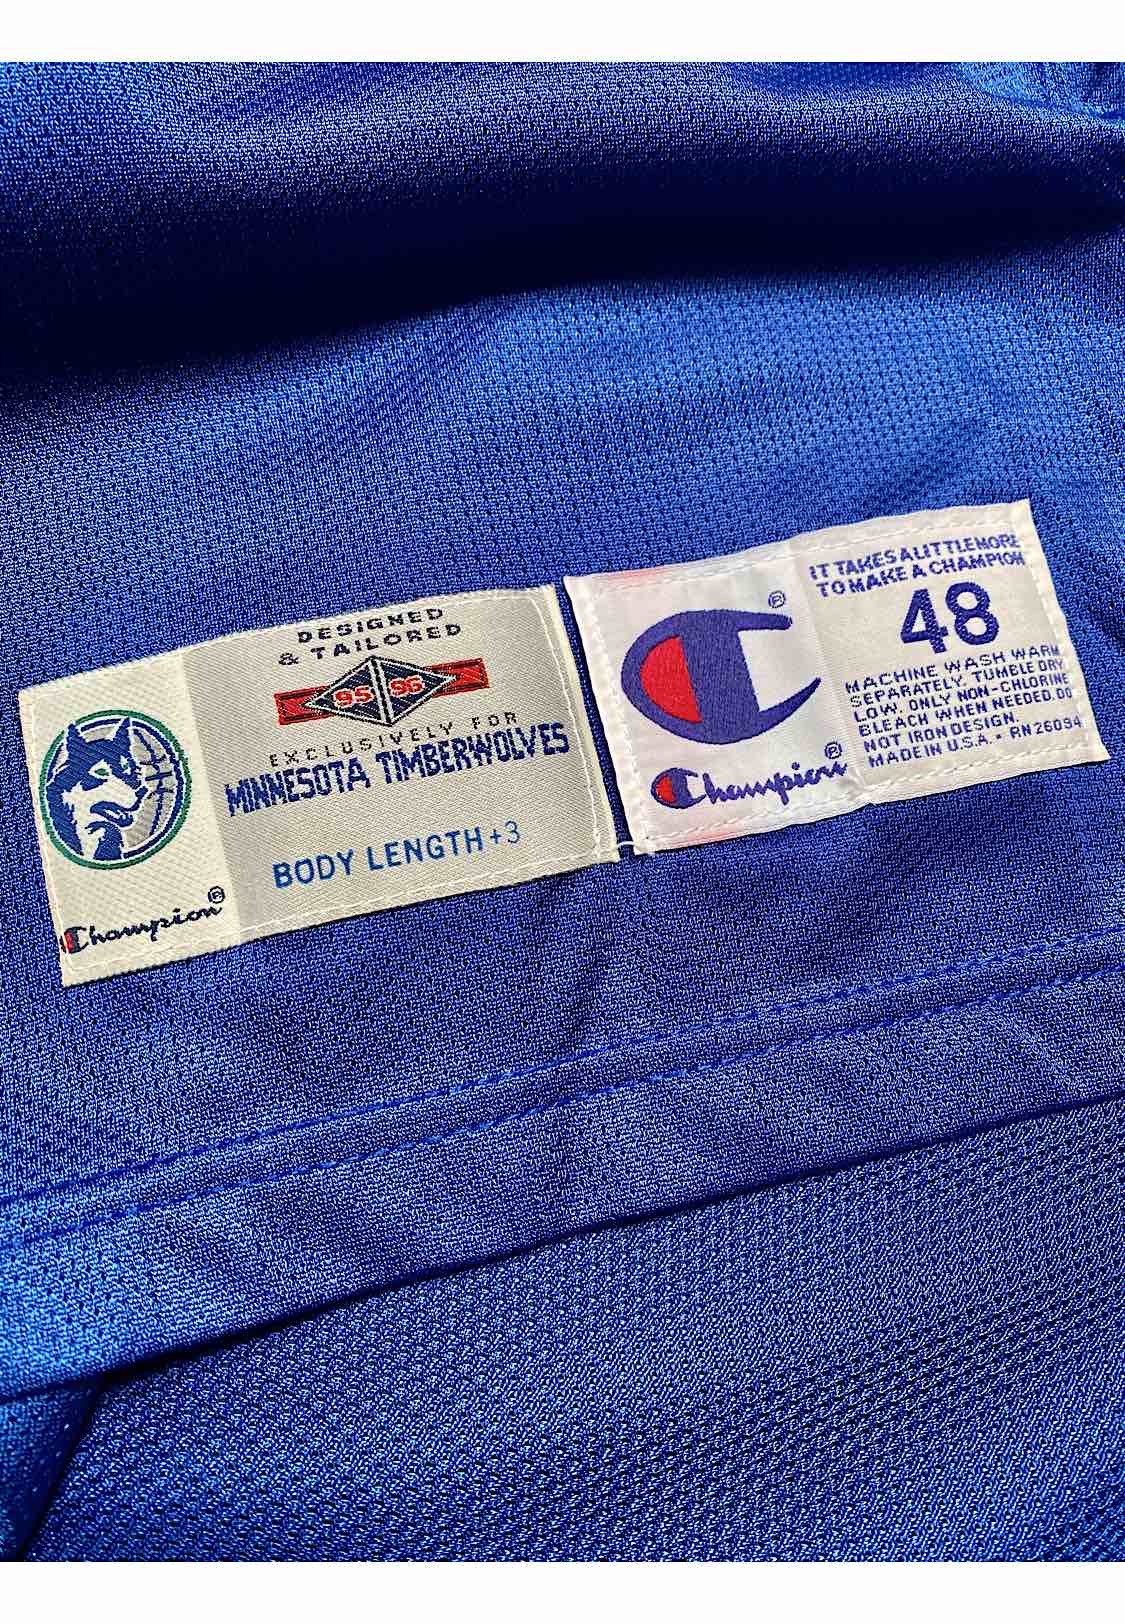 DESIGNED
& TAILORED
95 96
EXCLUSIVELY FOR
MINNESOTA TIMBERWOLVES
BODY LENGTH +3
Champion®
IT TAKES A LITTLE MORE
TO MAKE A CHAMPION
®
48
MACHINE WASH WARM
SEPARATELY. TUMBLE DRY
LOW. ONLY NON-CHLORINE
BLEACH WHEN NEEDED. DO
NOT IRON DESIGN.
MADE IN U.S.A. • RN26094
Champion®